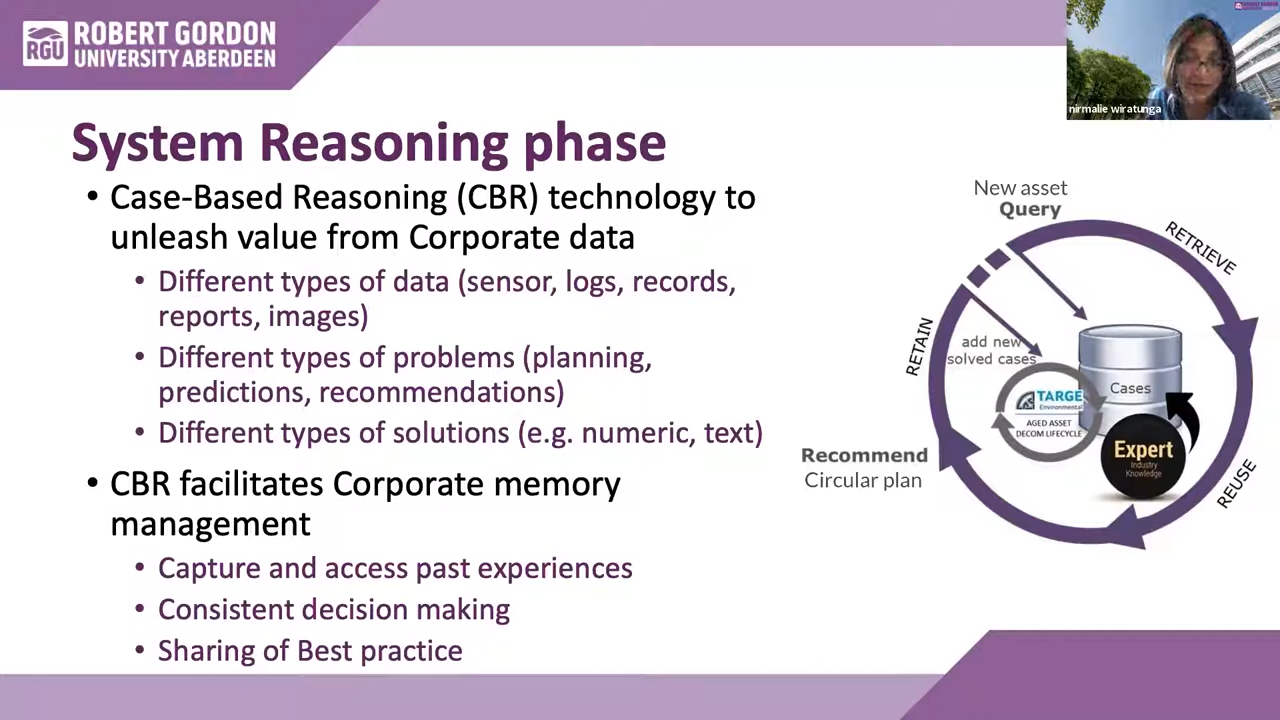 RGU
ROBERT GORDON
UNIVERSITY ABERDEEN
nirmalie wiratunga
System Reasoning phase
• Case-Based Reasoning (CBR) technology to
unleash value from Corporate data
• Different types of data (sensor, logs, records,
reports, images)
• Different types of problems (planning,
predictions, recommendations)
• Different types of solutions (e.g. numeric, text)
• CBR facilitates Corporate memory
management
• Capture and access past experiences
• Consistent decision making
• Sharing of Best practice
New asset
Query
RETRIEVE
RETAIN
add new
solved cases
Cases
TARGE
Environmental
AGED ASSET
DECOM LIFECYCLE
Expert
Industry
Knowledge
Recommend
Circular plan
REUSE